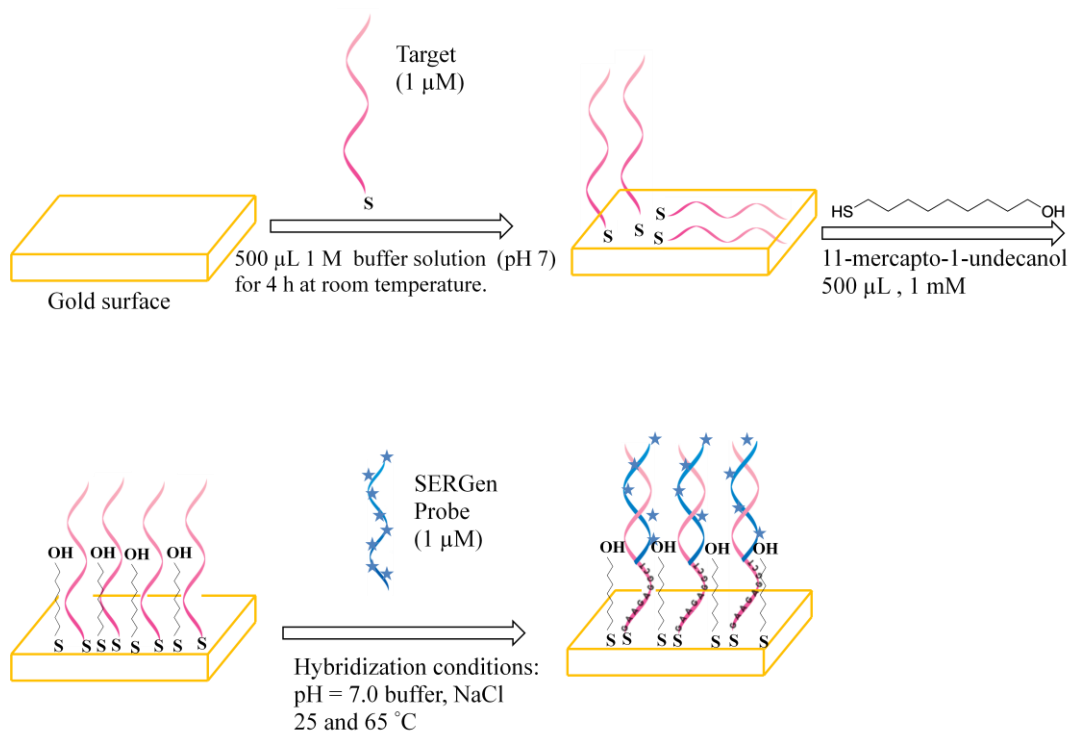 Target
(1 µM)
S
500 µL 1 M buffer solution (pH 7)
for 4 h at room temperature.
Gold surface
S
S
S
S
HS
OH
11-mercapto-1-undecanol
500 µL , 1 mM
OH
OH
OH
OH
S
S
S
S
S
S
S
S
SERGen
Probe
(1 µM)
Hybridization conditions:
pH = 7.0 buffer, NaCl
25 and 65 °C
OH
OH
OH
OH
S
S
S
S
S
S
S